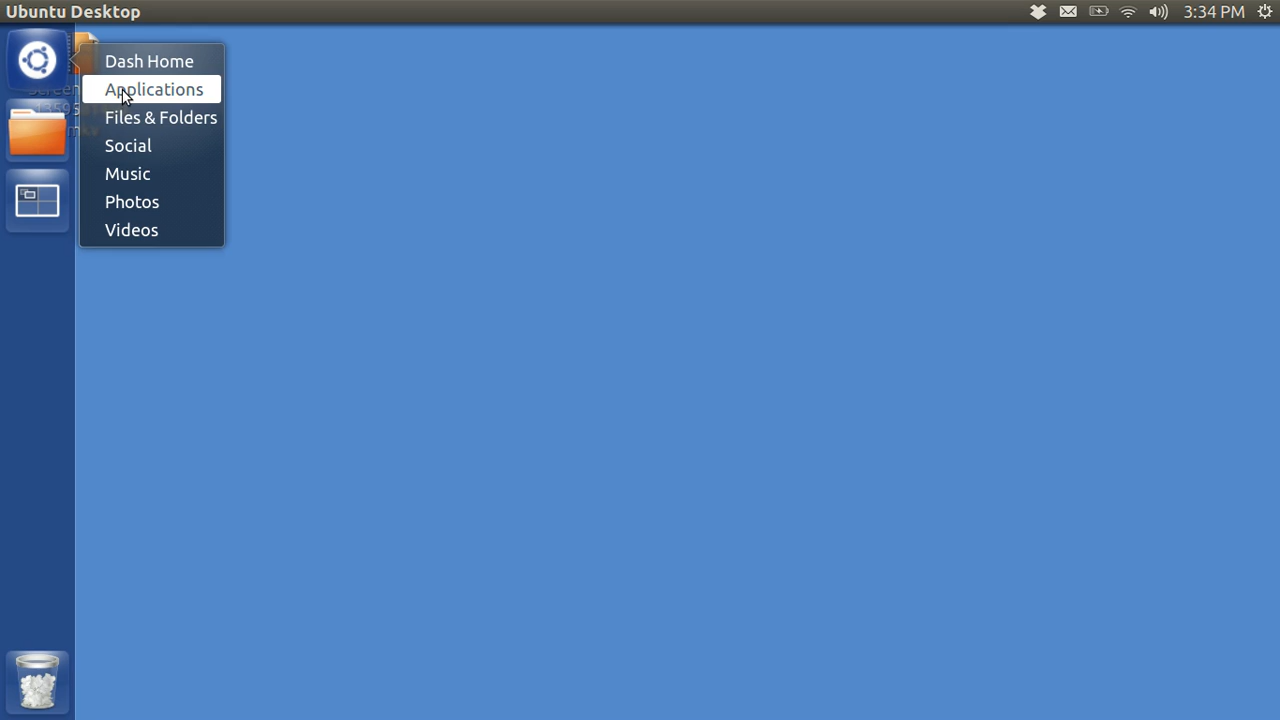 Ubuntu Desktop
3:34 PM
Dash Home
Applications
Files & Folders
Social
Music
Photos
Videos